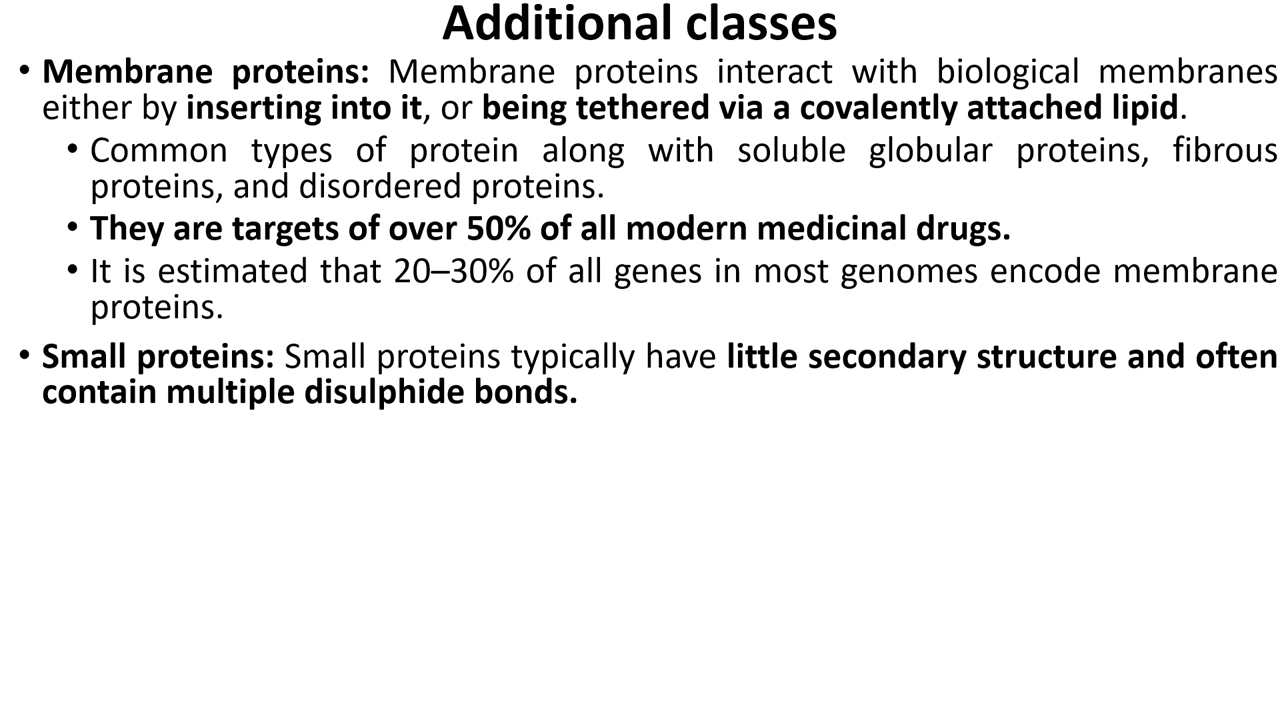 Additional classes
• Membrane proteins: Membrane proteins interact with biological membranes
either by inserting into it, or being tethered via a covalently attached lipid.
• Common types of protein along with soluble globular proteins, fibrous
proteins, and disordered proteins.
• They are targets of over 50% of all modern medicinal drugs.
• It is estimated that 20–30% of all genes in most genomes encode membrane
proteins.
• Small proteins: Small proteins typically have little secondary structure and often
contain multiple disulphide bonds.